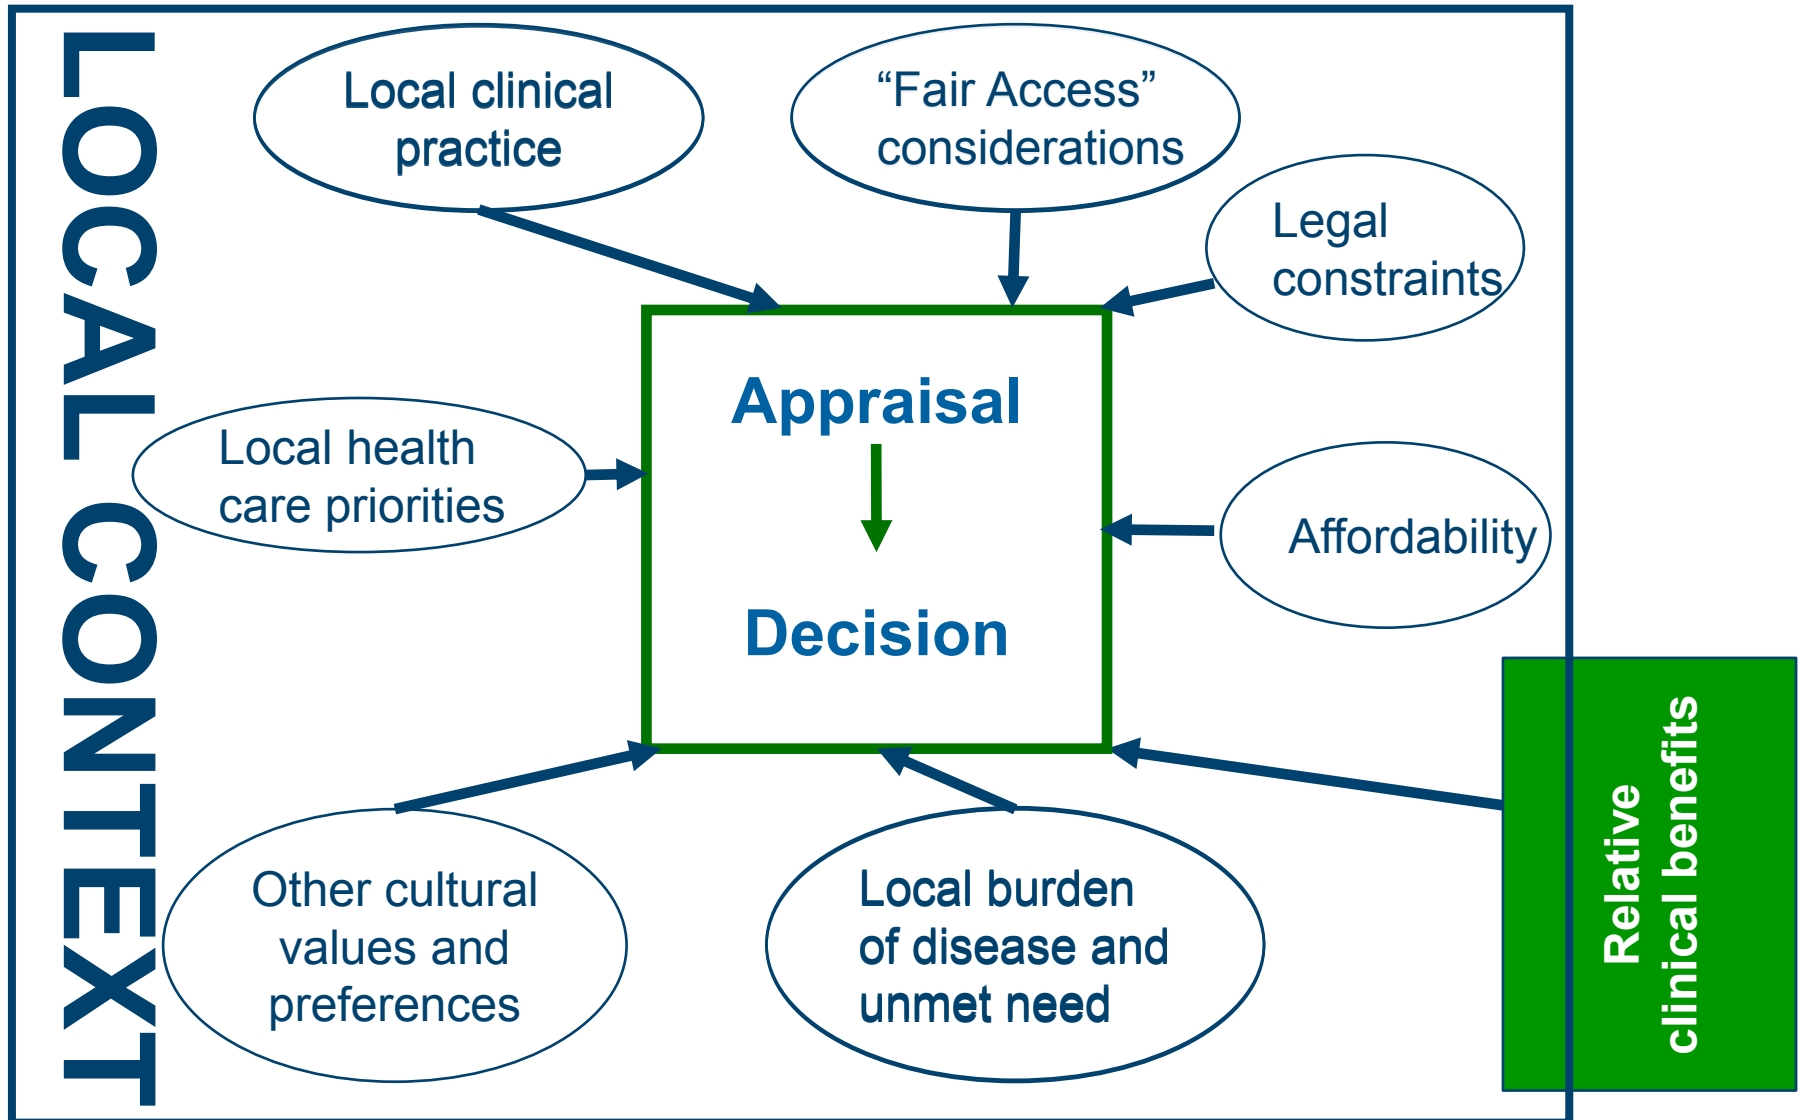 LOCAL CONTEXT
Local clinical
practice
“Fair Access”
considerations
Legal
constraints
Appraisal
Decision
Local health
care priorities
Affordability
Other cultural
values and
preferences
Local burden
of disease and
unmet need
Relative
clinical benefits